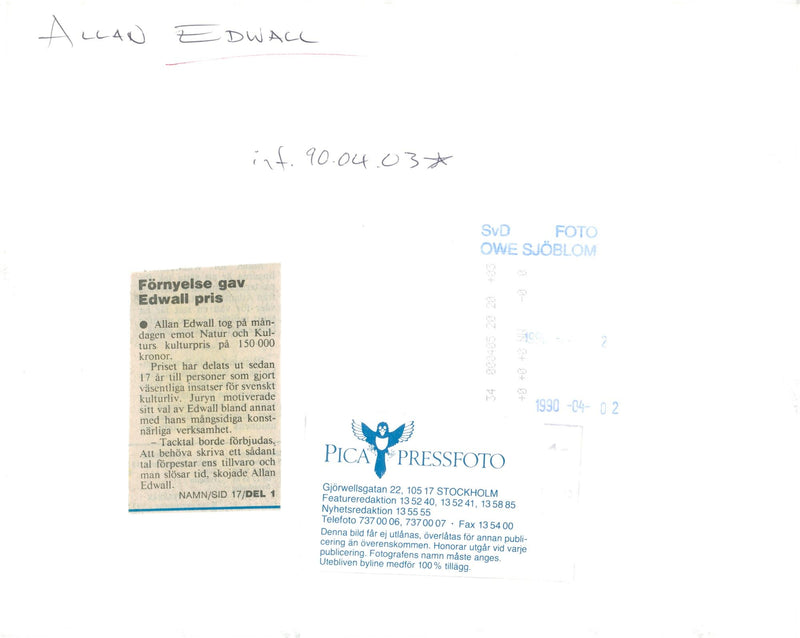 ALLAN EDWALL
inf. 90.04.03*
SvD FOTO
OWE SJÖBLOM
1990 -04- 02
Förnyelse gav
Edwall pris
● Allan Edwall tog på mån-
dagen emot Natur och Kul-
turs kulturpris på 150 000
kronor.
Priset har delats ut sedan
17 år till personer som gjort
väsentliga insatser för svenskt
kulturliv. Juryn motiverade
sitt val av Edwall bland annat
med hans mångsidiga konst-
närliga verksamhet.
– Tacktal borde förbjudas,
Att behöva skriva ett sådant
tal förpestar ens tillvaro och
man slösar tid, skojade Allan
Edwall.
NAMN/SID 17/DEL 1
PICA PRESSFOTO
Gjörwellsgatan 22, 105 17 STOCKHOLM
Featureredaktion 13 52 40, 13 52 41, 13 58 85
Nyhetsredaktion 13 55 55
Telefoto 737 00 06, 737 00 07 · Fax 13 54 00
Denna bild får ej utlånas, överlåtas för annan publi-
cering än överenskommen. Honorar utgår vid varje
publicering. Fotografens namn måste anges.
Utebliven byline medför 100 % tillägg.